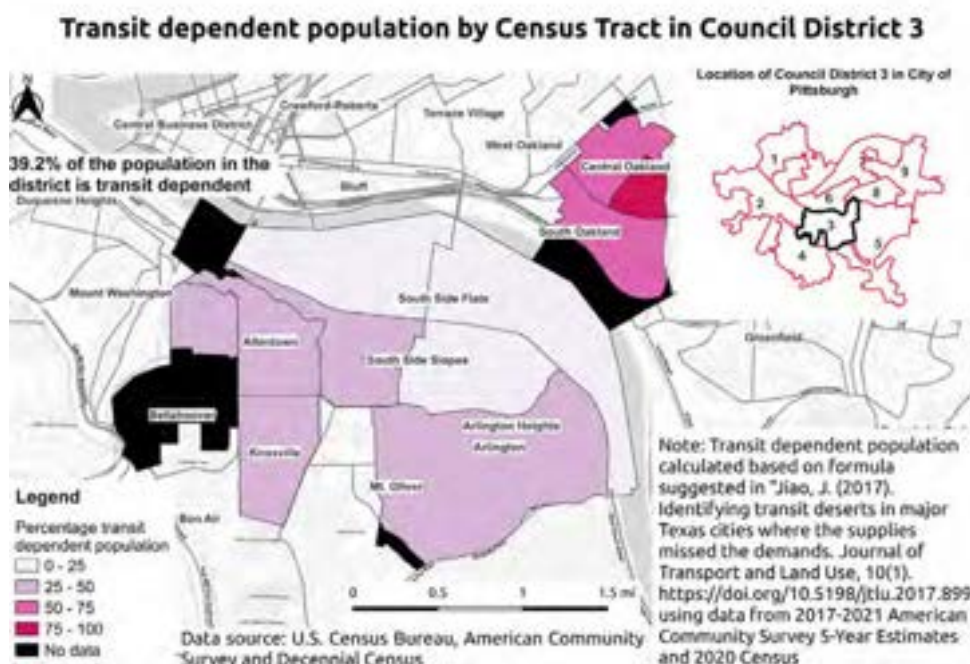 Transit dependent population by Census Tract in Council District 3
Location of Council District 3 in City of
Pittsburgh
N
Crawford-Roberts
Terrace Village
Central Business District
West Oakland
39.2% of the population in the
district is transit dependent
Bluff
Central Oakland
Duquesne Heights
South Oakland
1
9
6
8
2
3
5
4
Mount Washington
South Side Flats
Allentown
South Side Slopes
Greenfield
Beltzhoover
Arlington Heights
Arlington
Knoxville
Mt. Oliver
Bon Air
Legend
Percentage transit
dependent population
0 - 25
25 - 50
50 - 75
75 - 100
No data
0 0.5 1 1.5 mi
Data source: U.S. Census Bureau, American Community
Survey and Decennial Census
Note: Transit dependent population
calculated based on formula
suggested in "Jiao, J. (2017).
Identifying transit deserts in major
Texas cities where the supplies
missed the demands. Journal of
Transport and Land Use, 10(1).
https://doi.org/10.5198/jtlu.2017.899
using data from 2017-2021 American
Community Survey 5-Year Estimates
and 2020 Census